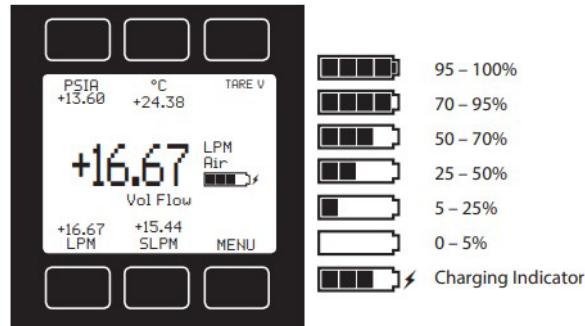 PSIA °C TARE V
+13.60 +24.38
+16.67 LPM
Air
Vol Flow
+16.67 +15.44
LPM SLPM MENU
95 – 100%
70 – 95%
50 – 70%
25 – 50%
5 – 25%
0 – 5%
Charging Indicator